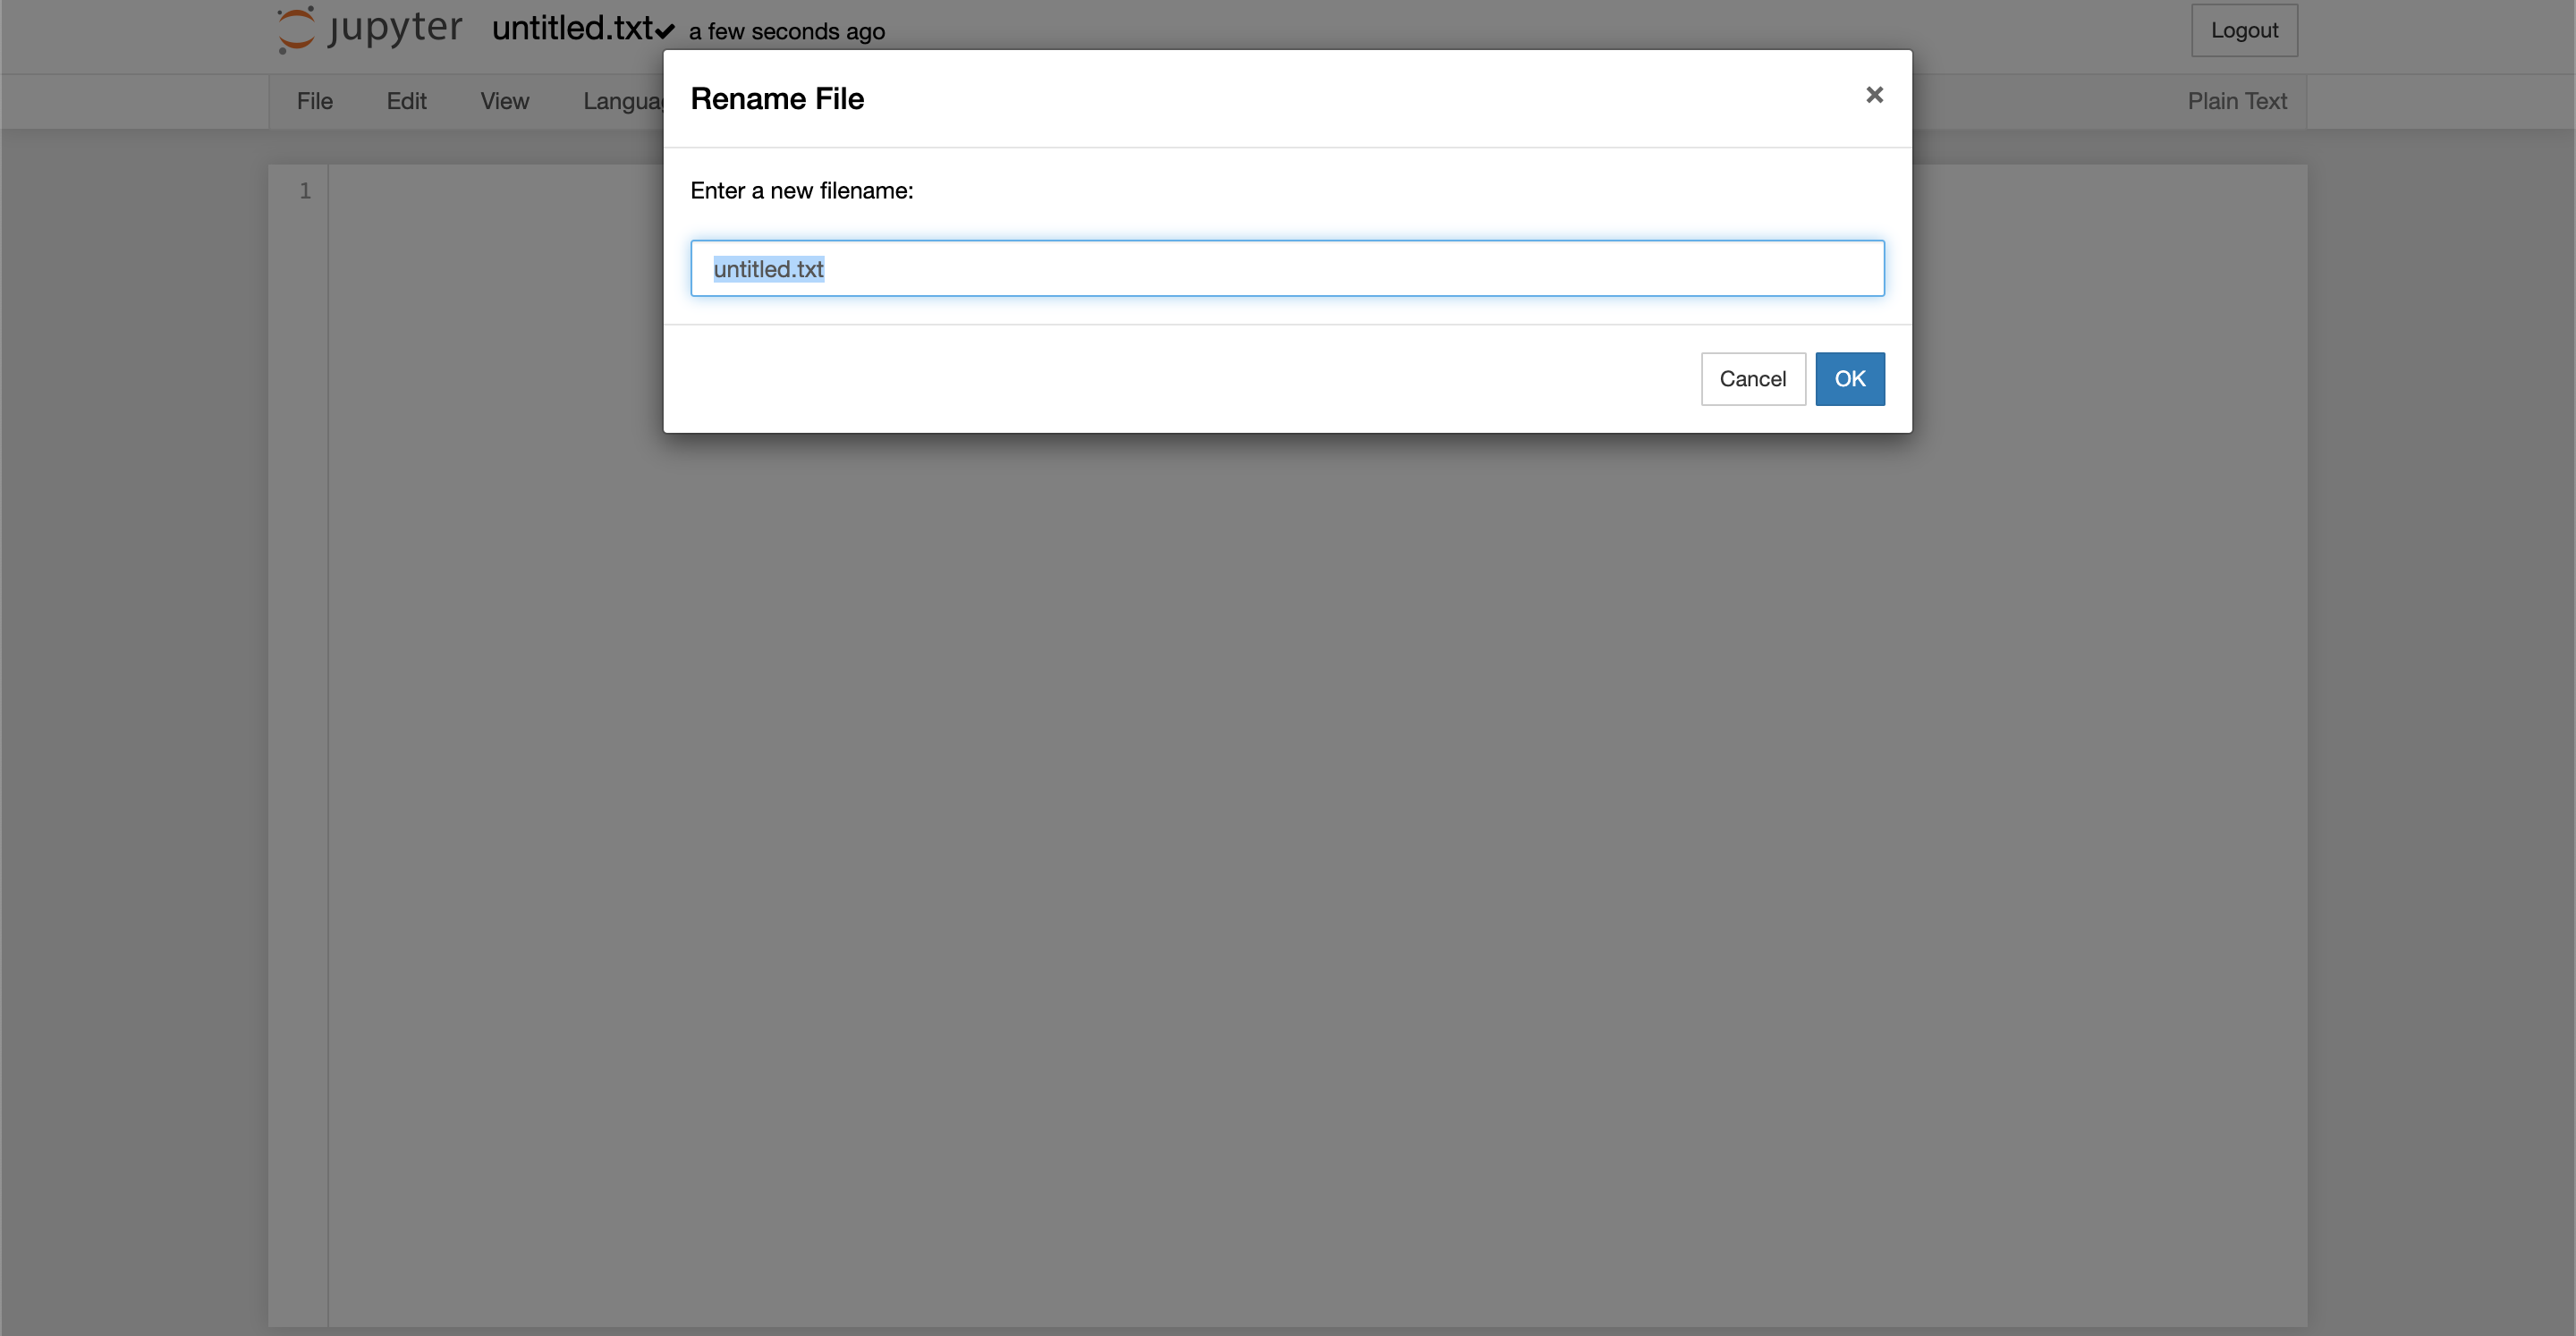 jupyter untitled.txt✔ a few seconds ago Logout
File Edit View Langua Plain Text
Rename File ×
1
Enter a new filename:
untitled.txt
Cancel OK